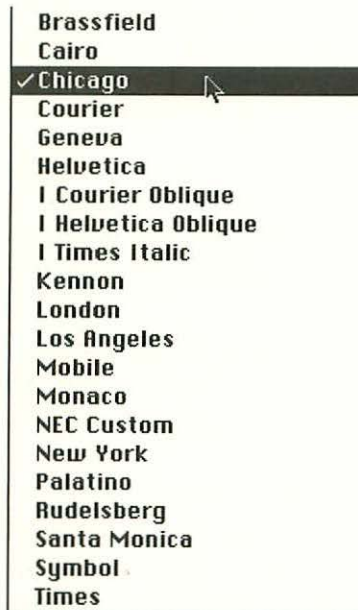 Brassfield
Cairo
✓Chicago
Courier
Geneva
Helvetica
I Courier Oblique
I Helvetica Oblique
I Times Italic
Kennon
London
Los Angeles
Mobile
Monaco
NEC Custom
New York
Palatino
Rudelsberg
Santa Monica
Symbol
Times